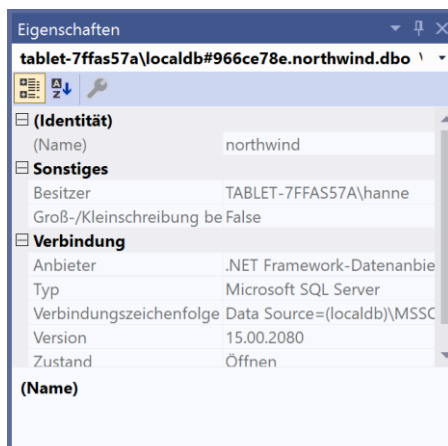 Eigenschaften
tablet-7ffas57a\localdb#966ce78e.northwind.dbo
(Identität)
(Name) northwind
Sonstiges
Besitzer TABLET-7FFAS57A\hanne
Groß-/Kleinschreibung be False
Verbindung
Anbieter .NET Framework-Datenanbie
Typ Microsoft SQL Server
Verbindungszeichenfolge Data Source=(localdb)\MSSC
Version 15.00.2080
Zustand Öffnen
(Name)